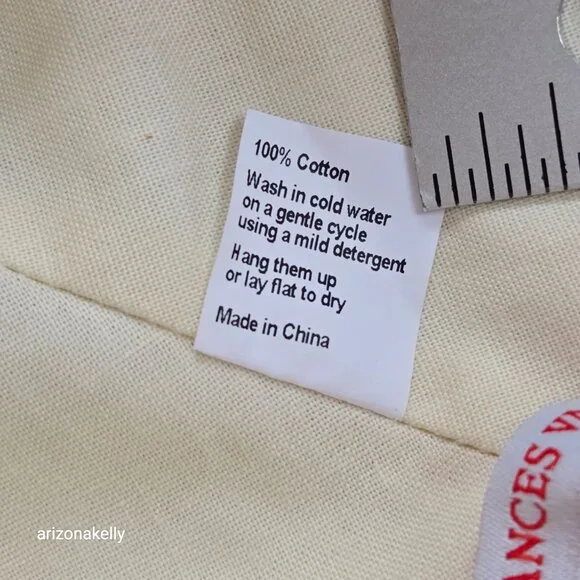 100% Cotton
Wash in cold water
on a gentle cycle
using a mild detergent
Hang them up
or lay flat to dry
Made in China
ANCES V
arizonakelly